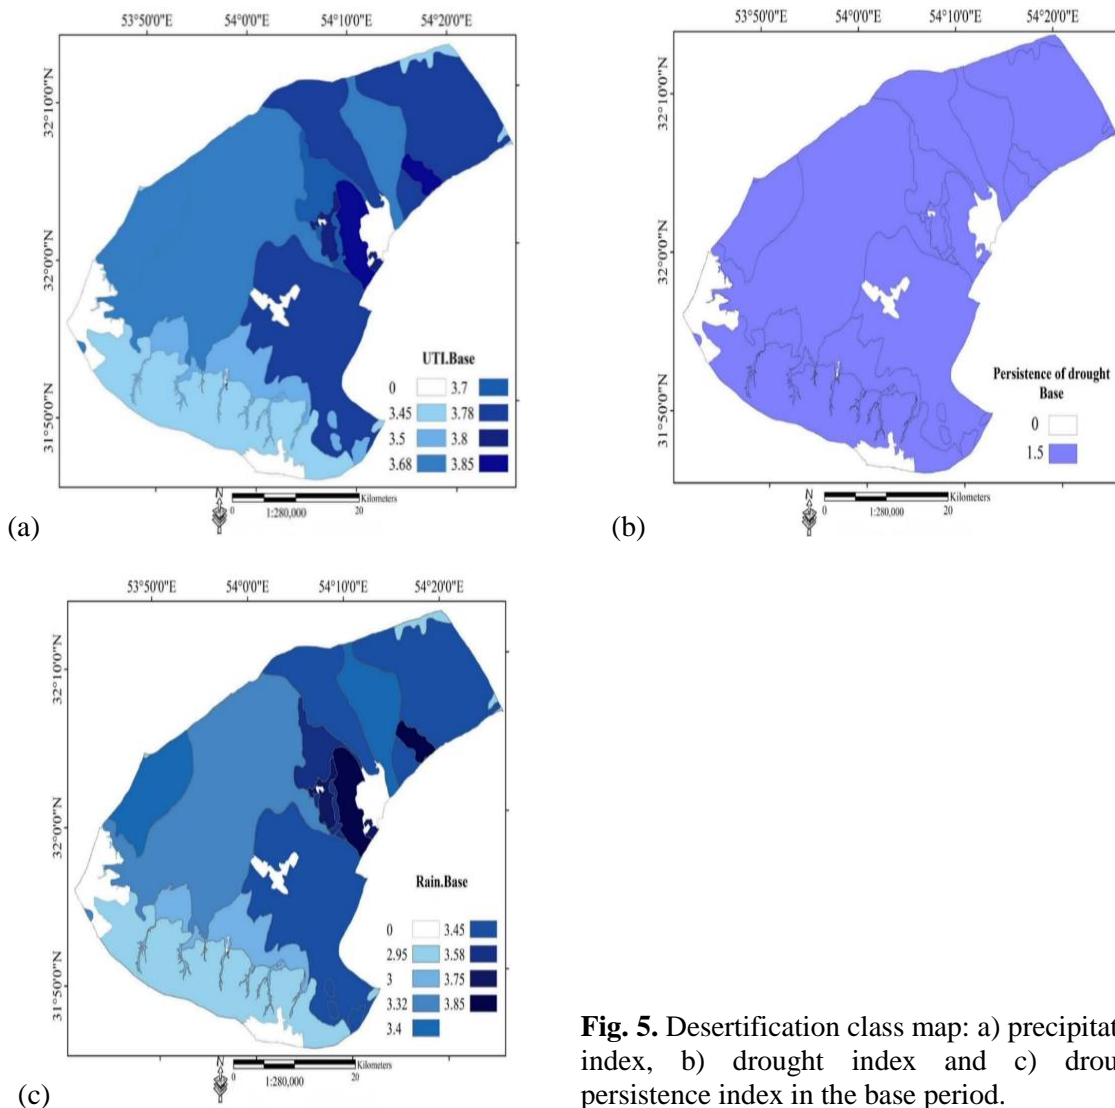 53°50'0"E 54°0'0"E 54°10'0"E 54°20'0"E
32°10'0"N
32°0'0"N
31°50'0"N
UTI.Base
0 3.7
3.45 3.78
3.5 3.8
3.68 3.85
N
0 20 Kilometers
1:280,000
(a)
53°50'0"E 54°0'0"E 54°10'0"E 54°20'0"E
32°10'0"N
32°0'0"N
31°50'0"N
Persistence of drought
Base
0
1.5
N
0 20 Kilometers
1:280,000
(b)
53°50'0"E 54°0'0"E 54°10'0"E 54°20'0"E
32°10'0"N
32°0'0"N
31°50'0"N
Rain.Base
0 3.45
2.95 3.58
3 3.75
3.32 3.85
3.4
N
0 20 Kilometers
1:280,000
(c)
Fig. 5. Desertification class map: a) precipitat
index, b) drought index and c) drou
persistence index in the base period.